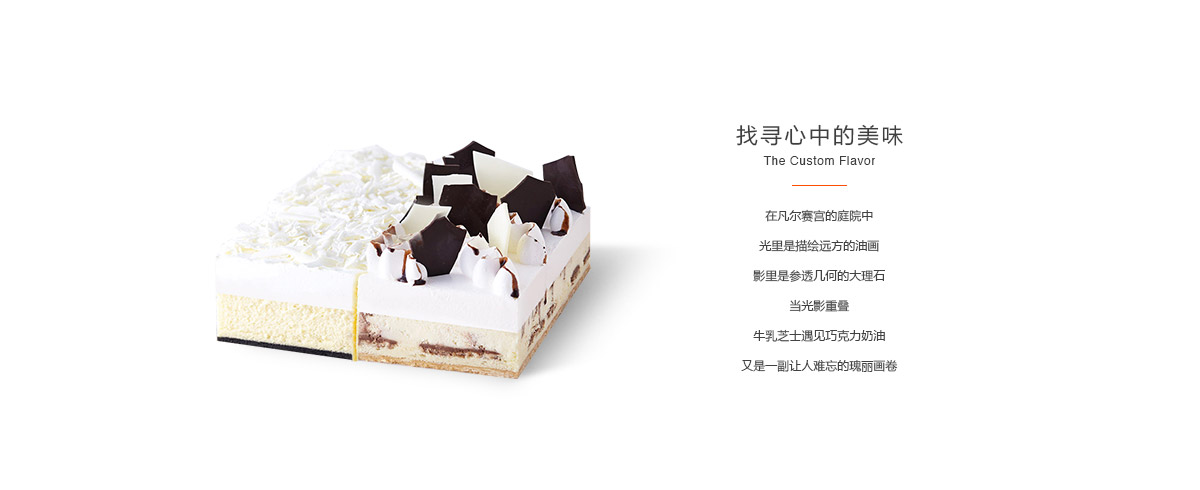 找寻心中的美味
The Custom Flavor
在凡尔赛宫的庭院中
光里是描绘远方的油画
影里是参透几何的大理石
当光影重叠
牛乳芝士遇见巧克力奶油
又是一副让人难忘的瑰丽画卷